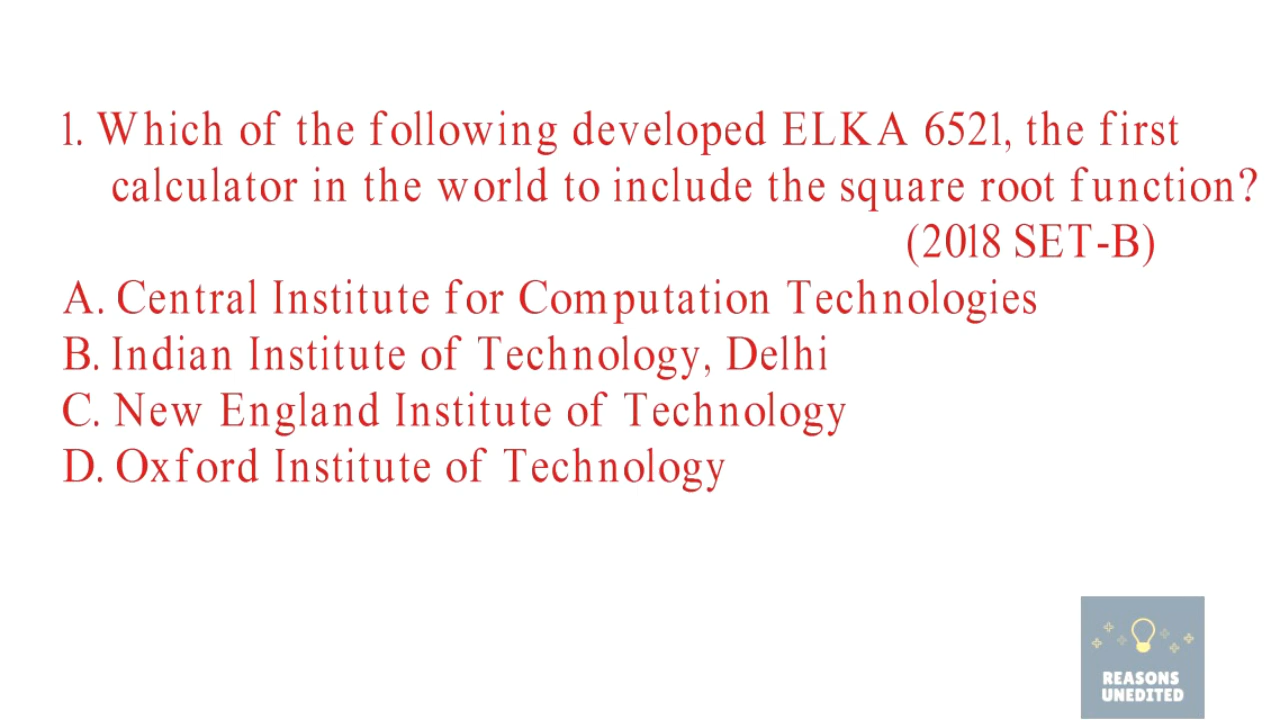 1. Which of the following developed ELKA 6521, the first
calculator in the world to include the square root function?
(2018 SET-B)
A. Central Institute for Computation Technologies
B. Indian Institute of Technology, Delhi
C. New England Institute of Technology
D. Oxford Institute of Technology
REASONS
UNEDITED